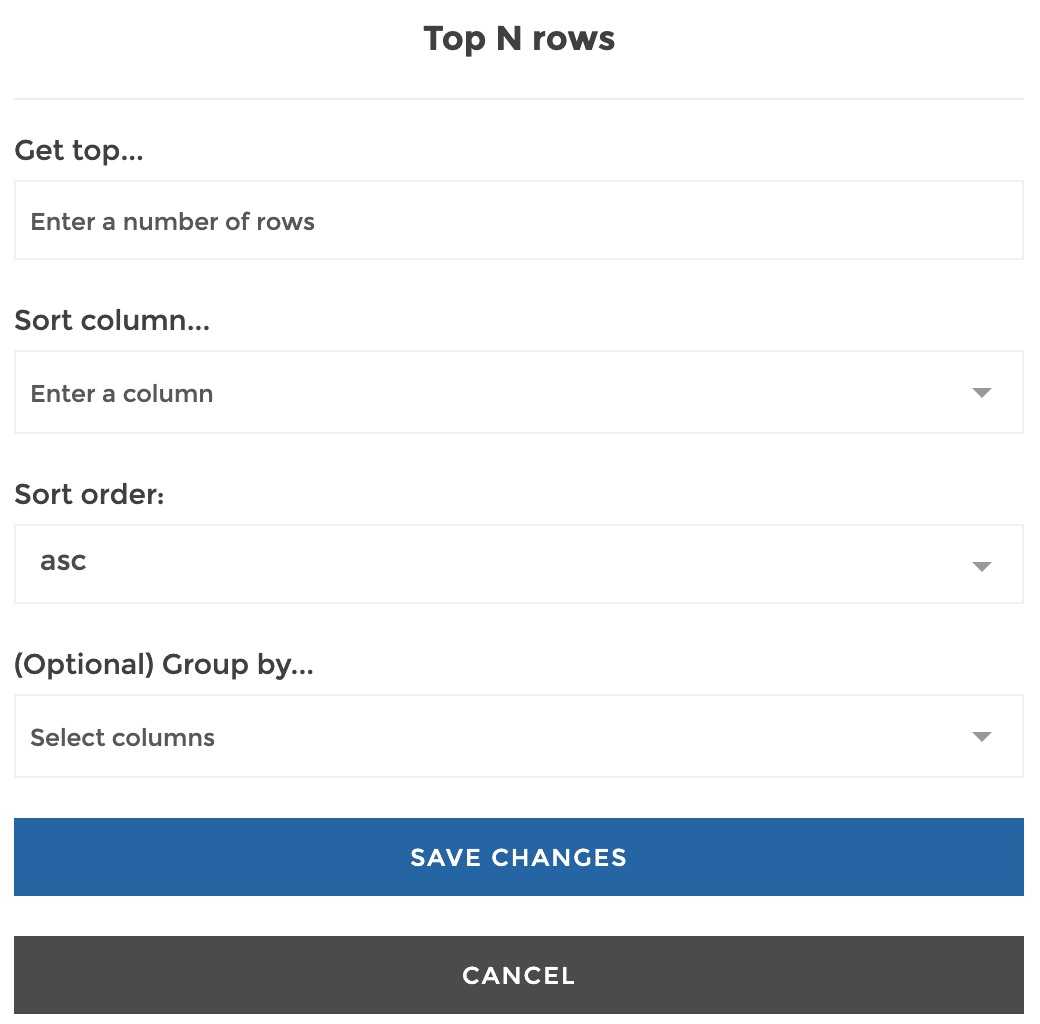 Top N rows
Get top...
Enter a number of rows
Sort column...
Enter a column
Sort order:
asc
(Optional) Group by...
Select columns
SAVE CHANGES
CANCEL